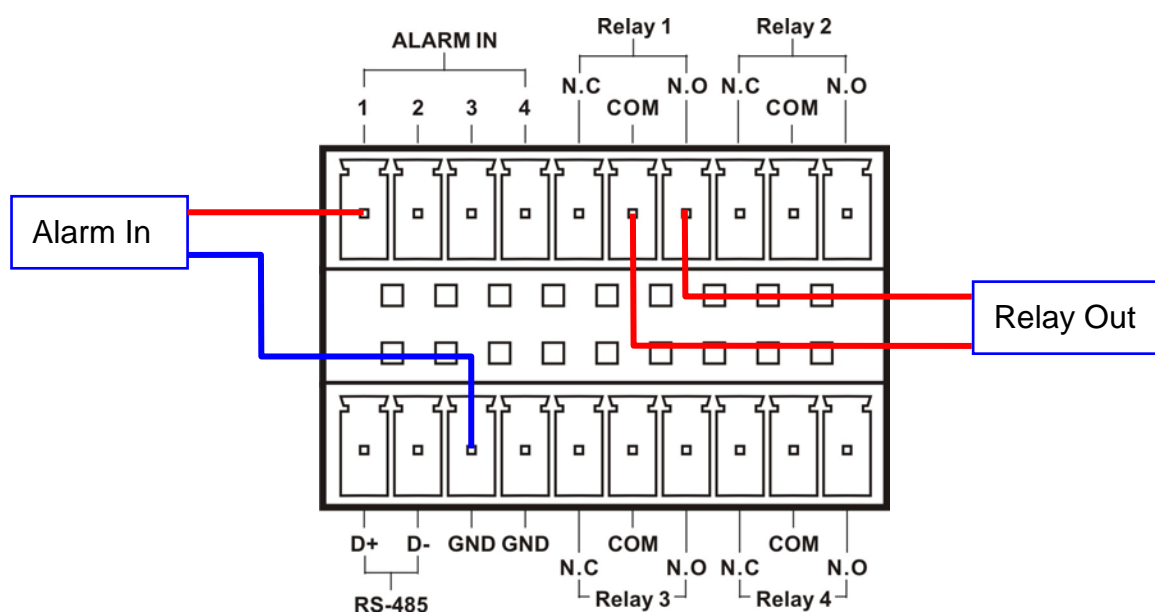 Relay 1 Relay 2
ALARM IN
N.C N.O N.C N.O
1 2 3 4 COM COM
Alarm In
Relay Out
D+ D- GND GND COM COM
N.C N.O N.C N.O
RS-485 Relay 3 Relay 4